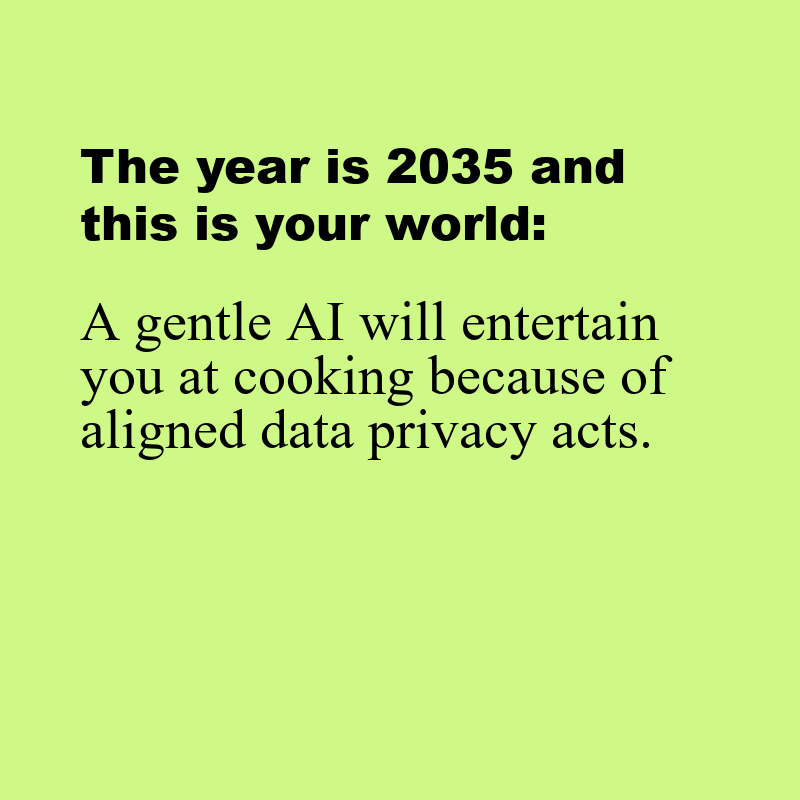 The year is 2035 and
this is your world:
A gentle AI will entertain
you at cooking because of
aligned data privacy acts.